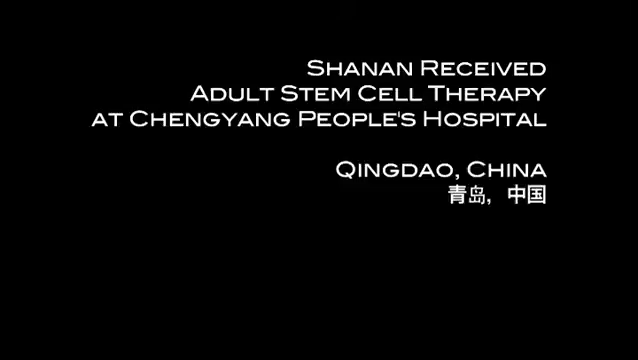 Shanan Received
Adult Stem Cell Therapy
at Chengyang People's Hospital
Qingdao, China
青岛，中国